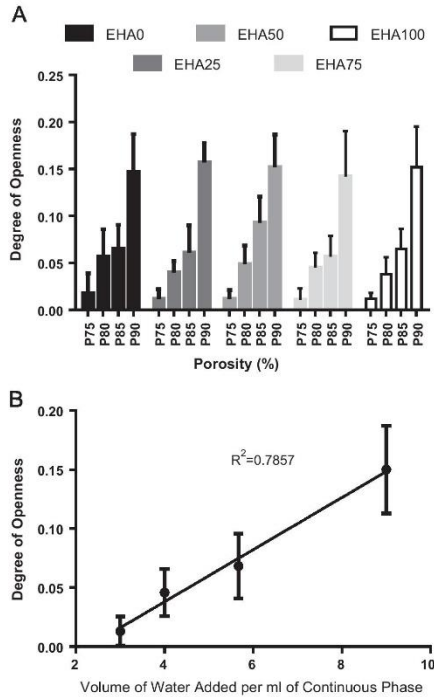 A
EHA0 EHA50 EHA100
EHA25 EHA75
0.25
0.20
0.15
0.10
0.05
0.00
Degree of Openness
P75 P80 P85 P90 P75 P80 P85 P90 P75 P80 P85 P90 P75 P80 P85 P90 P75 P80 P85 P90
Porosity (%)
B
0.20
0.15
0.10
0.05
0.00
Degree of Openness
R²=0.7857
2 4 6 8 10
Volume of Water Added per ml of Continuous Phase